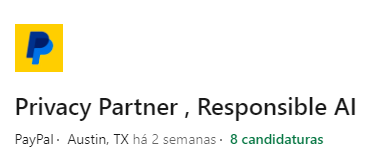 Privacy Partner , Responsible AI
PayPal · Austin, TX há 2 semanas · 8 candidaturas